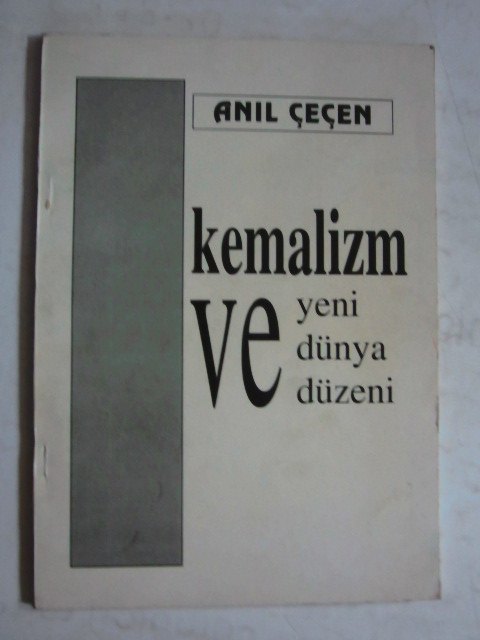 ANIL ÇEÇEN
kemalizm
ve
yeni
dünya
düzeni